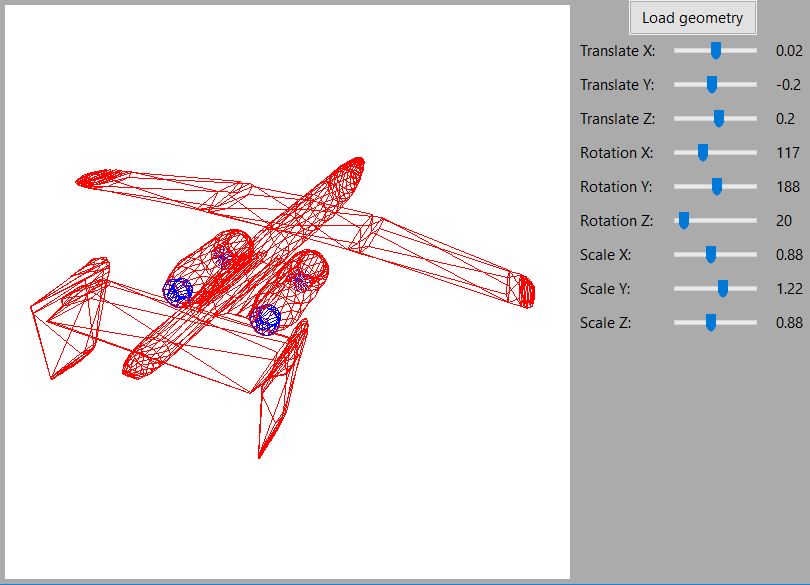 Load geometry
Translate X: 0.02
Translate Y: -0.2
Translate Z: 0.2
Rotation X: 117
Rotation Y: 188
Rotation Z: 20
Scale X: 0.88
Scale Y: 1.22
Scale Z: 0.88